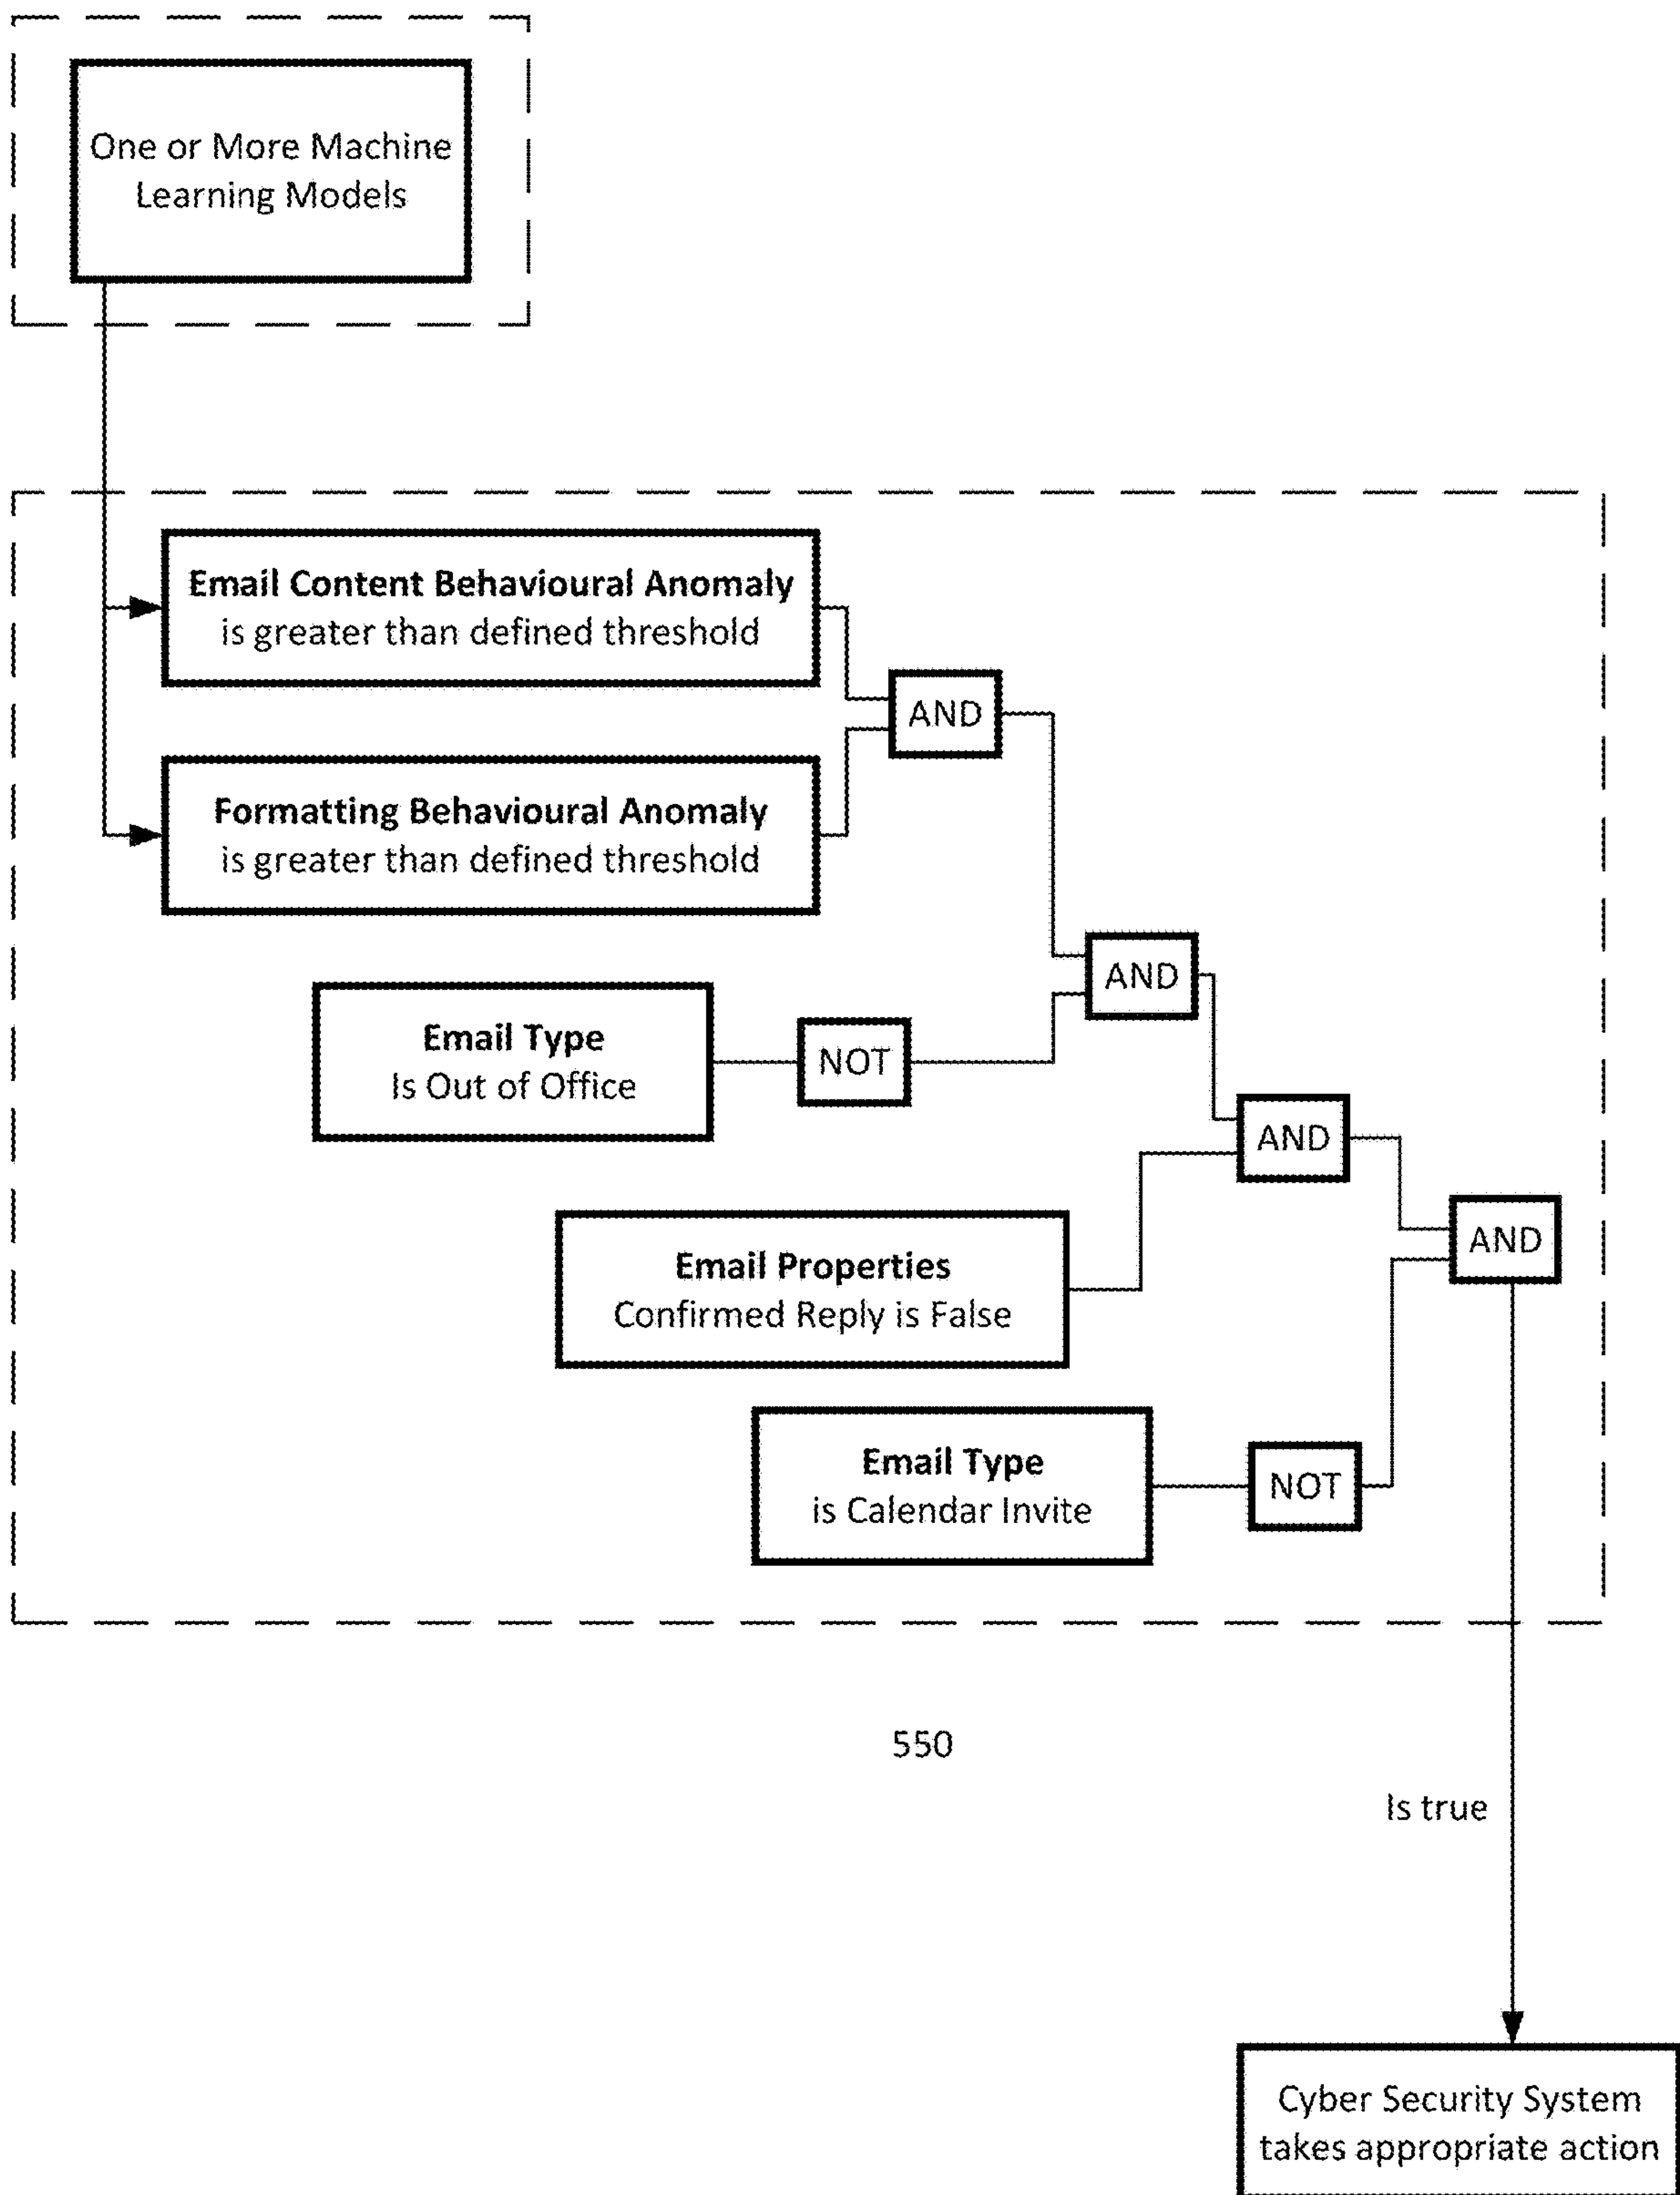 One or More Machine
Learning Models
Email Content Behavioural Anomaly
is greater than defined threshold
AND
Formatting Behavioural Anomaly
is greater than defined threshold
AND
Email Type
Is Out of Office
NOT
AND
Email Properties
Confirmed Reply is False
AND
Email Type
is Calendar Invite
NOT
550
Is true
Cyber Security System
takes appropriate action